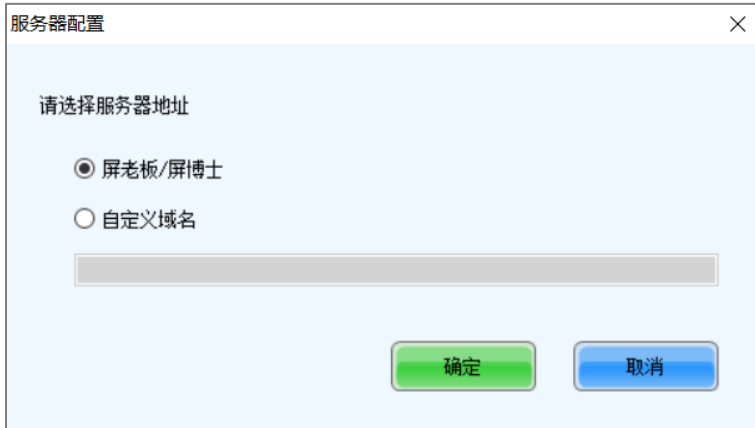 服务器配置
请选择服务器地址
屏老板/屏博士
自定义域名
确定 取消